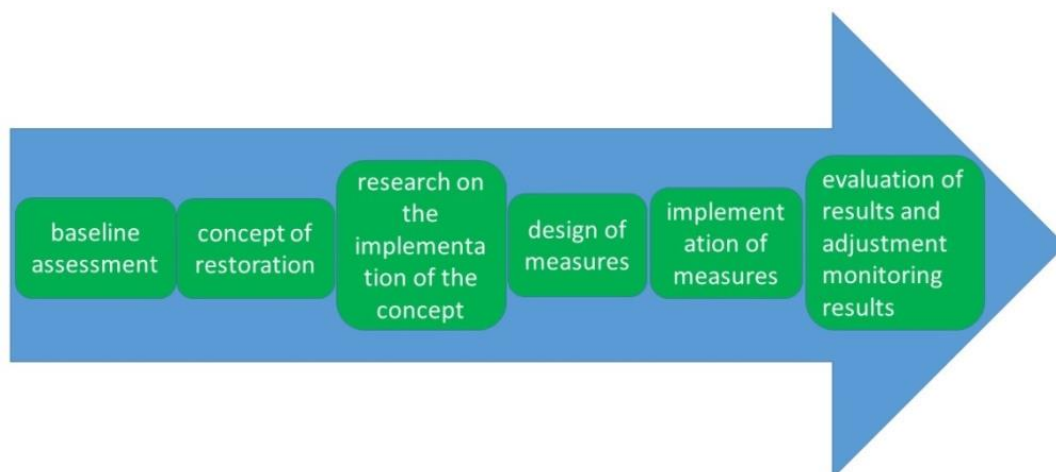 baseline
assessment
concept of
restoration
research on
the
implementa
tion of the
concept
design of
measures
implement
ation of
measures
evaluation of
results and
adjustment
monitoring
results